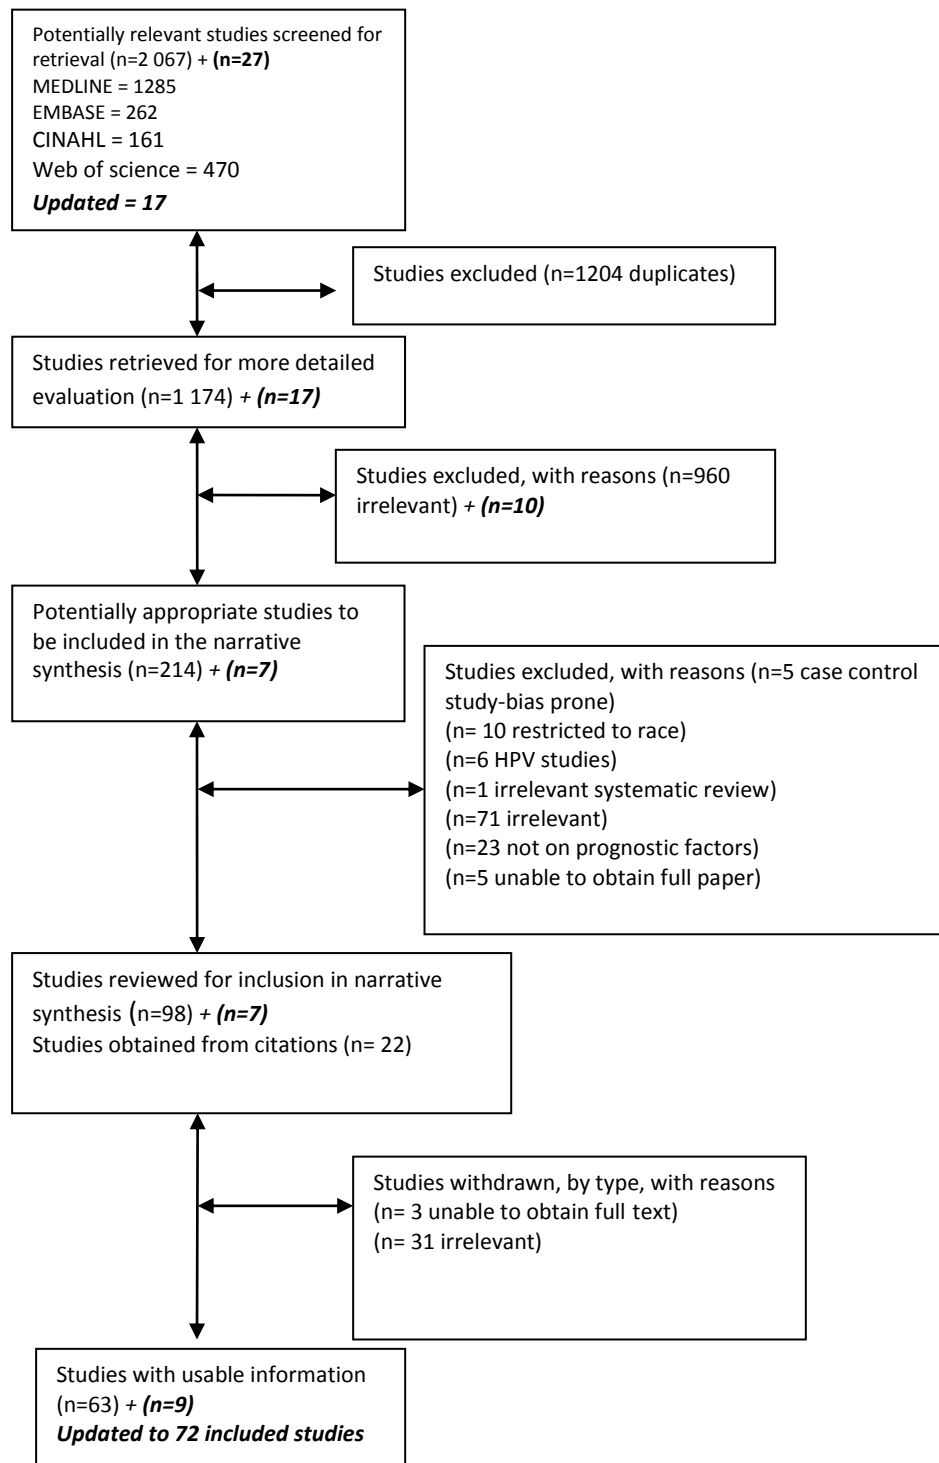 Potentially relevant studies screened for
retrieval (n=2 067) + (n=27)
MEDLINE = 1285
EMBASE = 262
CINAHL = 161
Web of science = 470
Updated = 17
Studies excluded (n=1204 duplicates)
Studies retrieved for more detailed
evaluation (n=1 174) + (n=17)
Studies excluded, with reasons (n=960
irrelevant) + (n=10)
Potentially appropriate studies to
be included in the narrative
synthesis (n=214) + (n=7)
Studies excluded, with reasons (n=5 case control
study-bias prone)
(n= 10 restricted to race)
(n=6 HPV studies)
(n=1 irrelevant systematic review)
(n=71 irrelevant)
(n=23 not on prognostic factors)
(n=5 unable to obtain full paper)
Studies reviewed for inclusion in narrative
synthesis (n=98) + (n=7)
Studies obtained from citations (n= 22)
Studies withdrawn, by type, with reasons
(n= 3 unable to obtain full text)
(n= 31 irrelevant)
Studies with usable information
(n=63) + (n=9)
Updated to 72 included studies